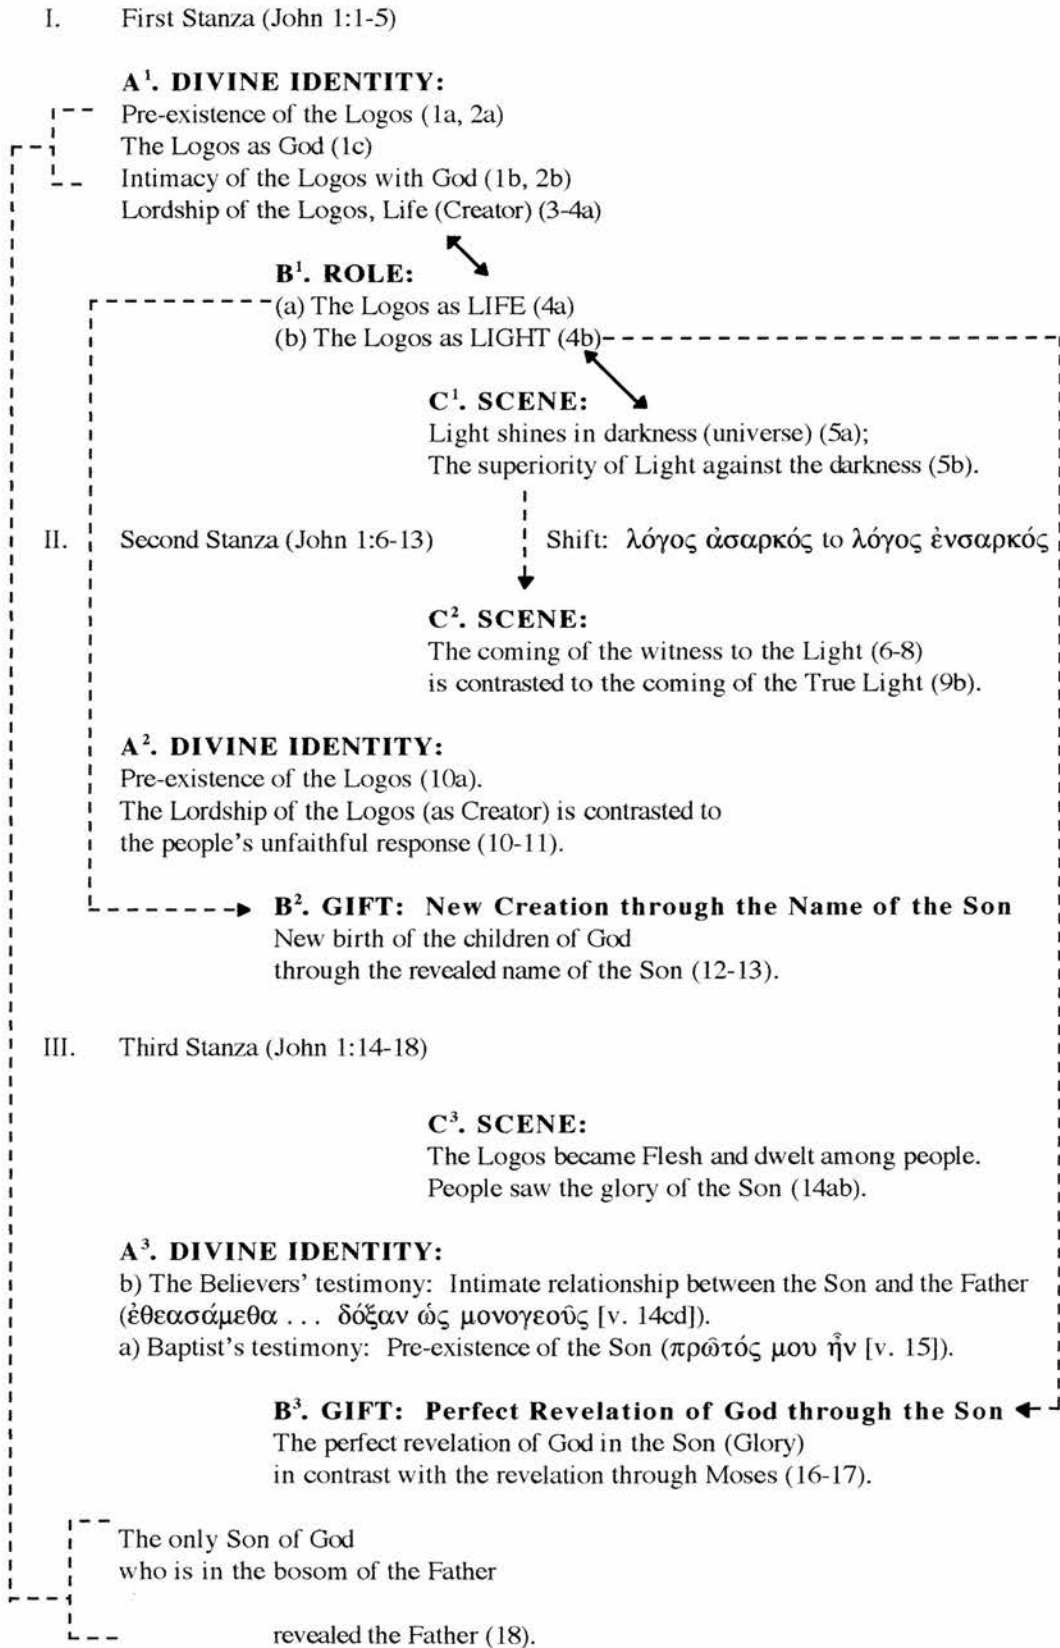 I. First Stanza (John 1:1-5)
A¹. DIVINE IDENTITY:
Pre-existence of the Logos (1a, 2a)
The Logos as God (1c)
Intimacy of the Logos with God (1b, 2b)
Lordship of the Logos, Life (Creator) (3-4a)
B¹. ROLE:
(a) The Logos as LIFE (4a)
(b) The Logos as LIGHT (4b)
C¹. SCENE:
Light shines in darkness (universe) (5a);
The superiority of Light against the darkness (5b).
II. Second Stanza (John 1:6-13) Shift: λόγος ἀσαρκός to λόγος ἐνσαρκός
C². SCENE:
The coming of the witness to the Light (6-8)
is contrasted to the coming of the True Light (9b).
A². DIVINE IDENTITY:
Pre-existence of the Logos (10a).
The Lordship of the Logos (as Creator) is contrasted to
the people's unfaithful response (10-11).
B². GIFT: New Creation through the Name of the Son
New birth of the children of God
through the revealed name of the Son (12-13).
III. Third Stanza (John 1:14-18)
C³. SCENE:
The Logos became Flesh and dwelt among people.
People saw the glory of the Son (14ab).
A³. DIVINE IDENTITY:
b) The Believers' testimony: Intimate relationship between the Son and the Father
(ἐθεασάμεθα ... δόξαν ὡς μονογεοῦς [v. 14cd]).
a) Baptist's testimony: Pre-existence of the Son (πρῶτός μου ἦν [v. 15]).
B³. GIFT: Perfect Revelation of God through the Son
The perfect revelation of God in the Son (Glory)
in contrast with the revelation through Moses (16-17).
The only Son of God
who is in the bosom of the Father
revealed the Father (18).